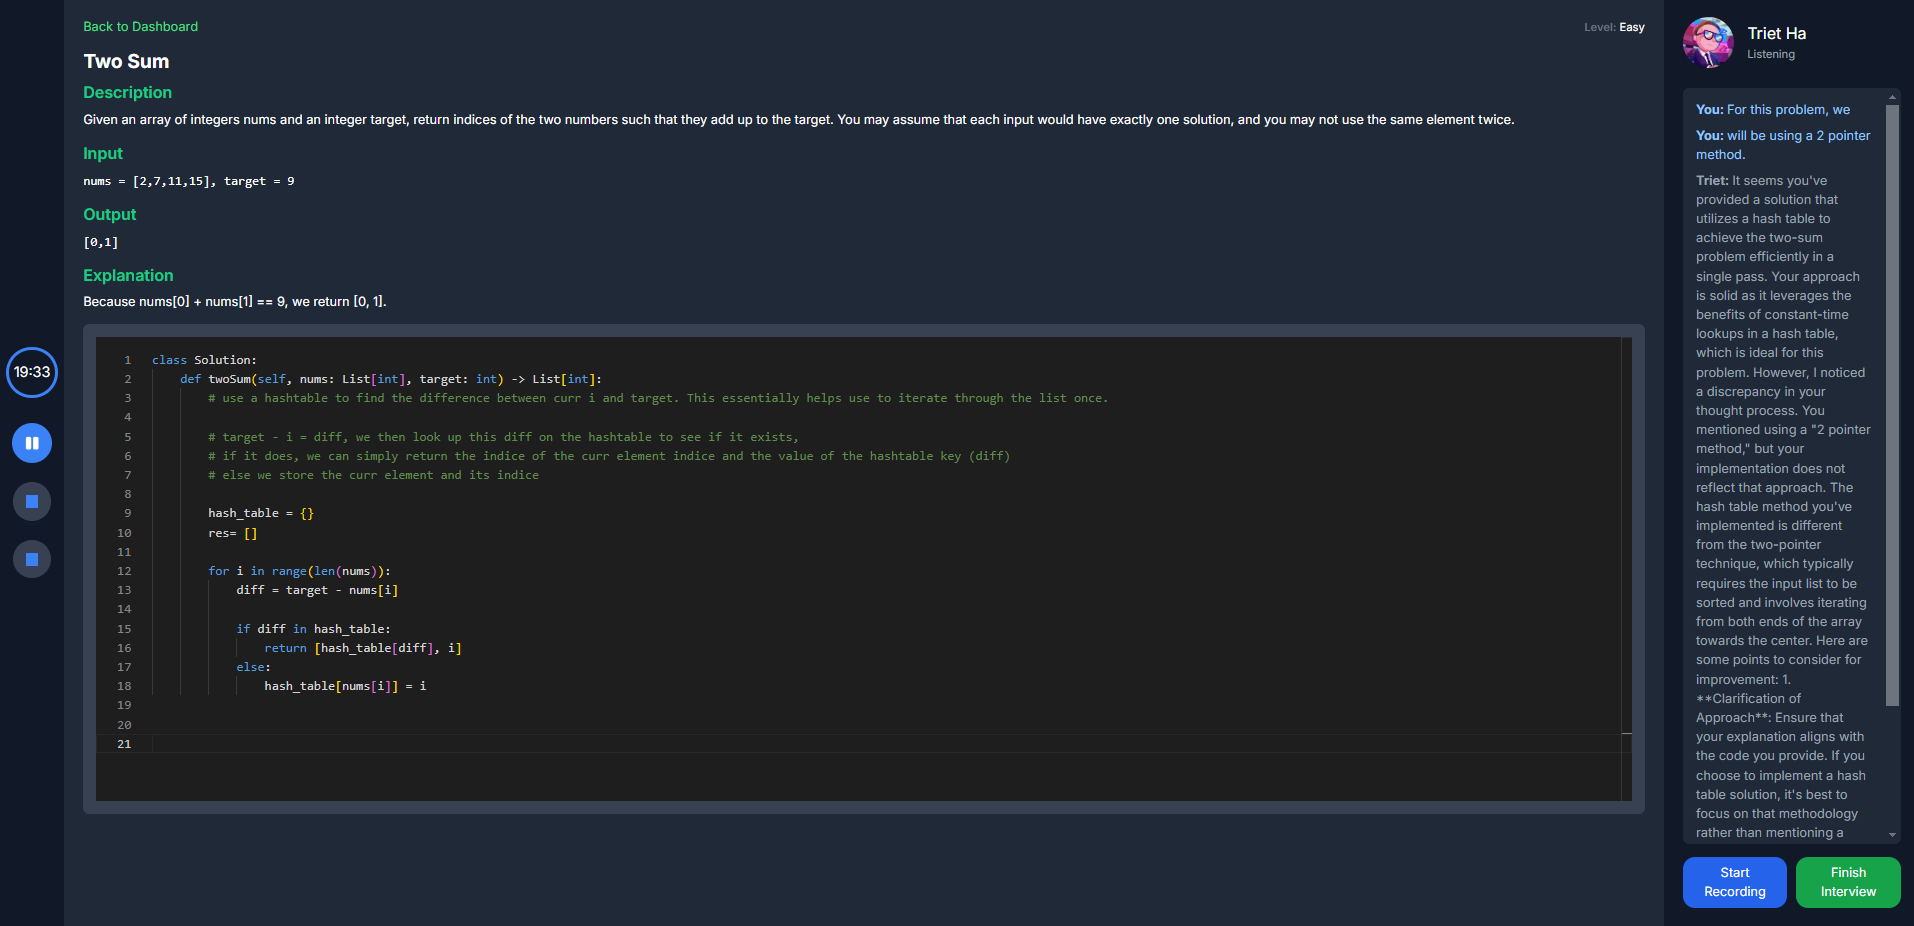 Back to Dashboard
Level: Easy
Two Sum
Description
Given an array of integers nums and an integer target, return indices of the two numbers such that they add up to the target. You may assume that each input would have exactly one solution, and you may not use the same element twice.
Input
nums = [2,7,11,15], target = 9
Output
[0,1]
Explanation
Because nums[0] + nums[1] == 9, we return [0, 1].
19:33
1 class Solution:
2 def twoSum(self, nums: List[int], target: int) -> List[int]:
3 # use a hashtable to find the difference between curr i and target. This essentially helps use to iterate through the list once.
4
5 # target - i = diff, we then look up this diff on the hashtable to see if it exists,
6 # if it does, we can simply return the indice of the curr element indice and the value of the hashtable key (diff)
7 # else we store the curr element and its indice
8
9 hash_table = {}
10 res= []
11
12 for i in range(len(nums)):
13 diff = target - nums[i]
14
15 if diff in hash_table:
16 return [hash_table[diff], i]
17 else:
18 hash_table[nums[i]] = i
19
20
21
Triet Ha
Listening
You: For this problem, we
You: will be using a 2 pointer
method.
Triet: It seems you've
provided a solution that
utilizes a hash table to
achieve the two-sum
problem efficiently in a
single pass. Your approach
is solid as it leverages the
benefits of constant-time
lookups in a hash table,
which is ideal for this
problem. However, I noticed
a discrepancy in your
thought process. You
mentioned using a "2 pointer
method," but your
implementation does not
reflect that approach. The
hash table method you've
implemented is different
from the two-pointer
technique, which typically
requires the input list to be
sorted and involves iterating
from both ends of the array
towards the center. Here are
some points to consider for
improvement: 1.
**Clarification of
Approach**: Ensure that
your explanation aligns with
the code you provide. If you
choose to implement a hash
table solution, it's best to
focus on that methodology
rather than mentioning a
Start
Recording
Finish
Interview